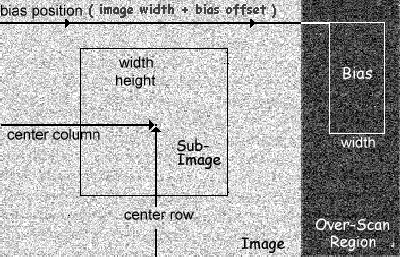 bias position ( image width + bias offset )
width
height
Bias
center column
width
Sub-
Image
center row
Over-Scan
Region
Image